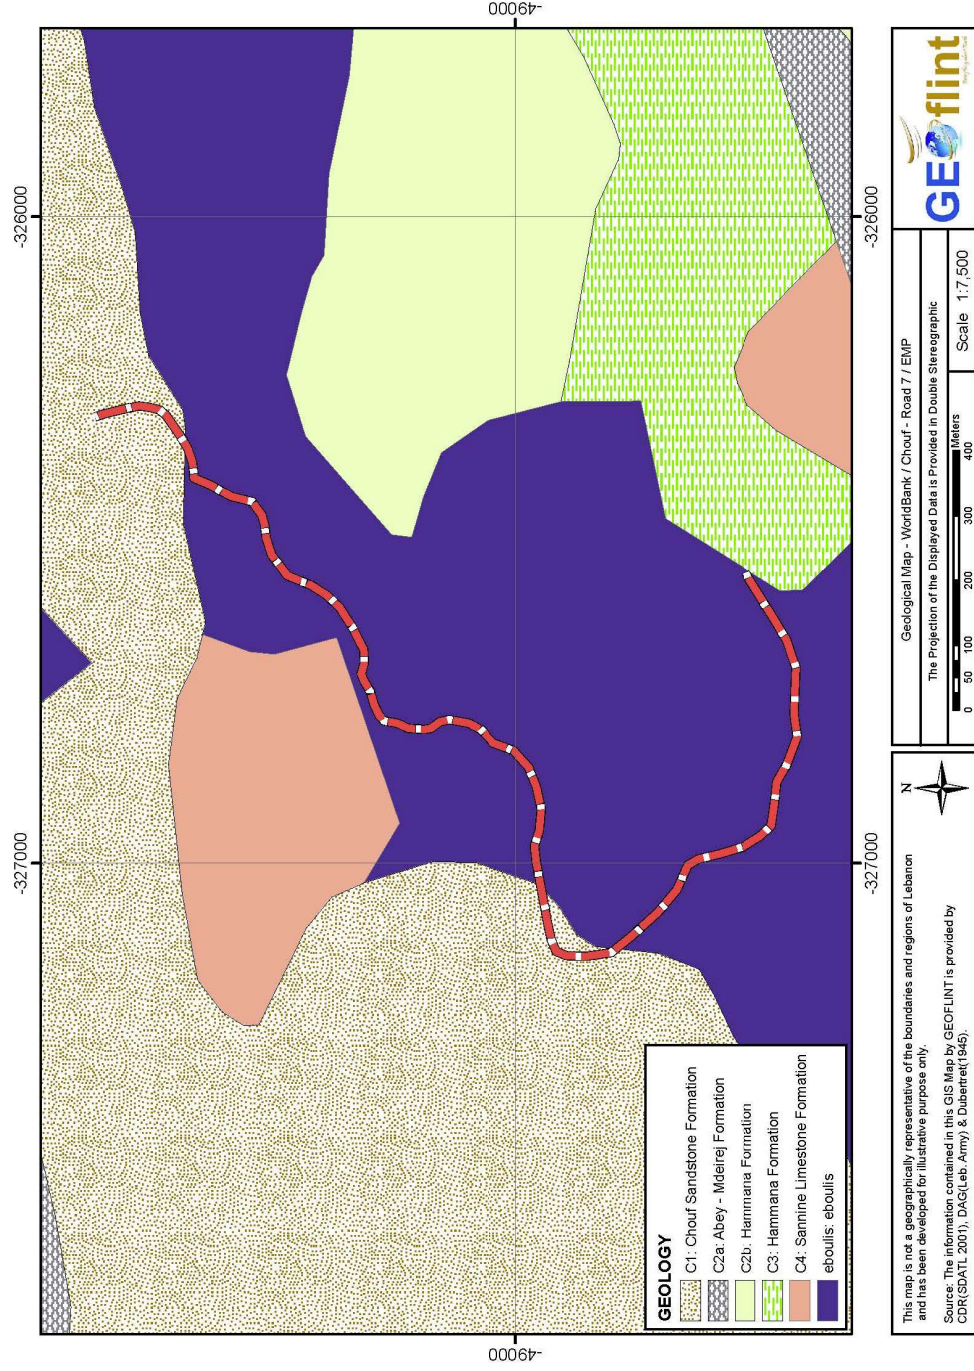 -49000
-326000
-327000
-326000
-327000
-49000
GEOLOGY
C1: Chouf Sandstone Formation
C2a: Abey - Mdeirej Formation
C2b: Hammana Formation
C3: Hammana Formation
C4: Sannine Limestone Formation
eboulis: eboulis
This map is not a geographically representative of the boundaries and regions of Lebanon
and has been developed for illustrative purpose only.
Source: The information contained in this GIS Map by GEOFLINT is provided by
CDR(SDATL 2001), DAG(Leb. Army) & Dubertret(1945).
N
Geological Map - WorldBank / Chouf - Road 7 / EMP
The Projection of the Displayed Data is Provided in Double Stereographic
0 50 100 200 300 400
Meters
Scale 1:7,500
GEOflint